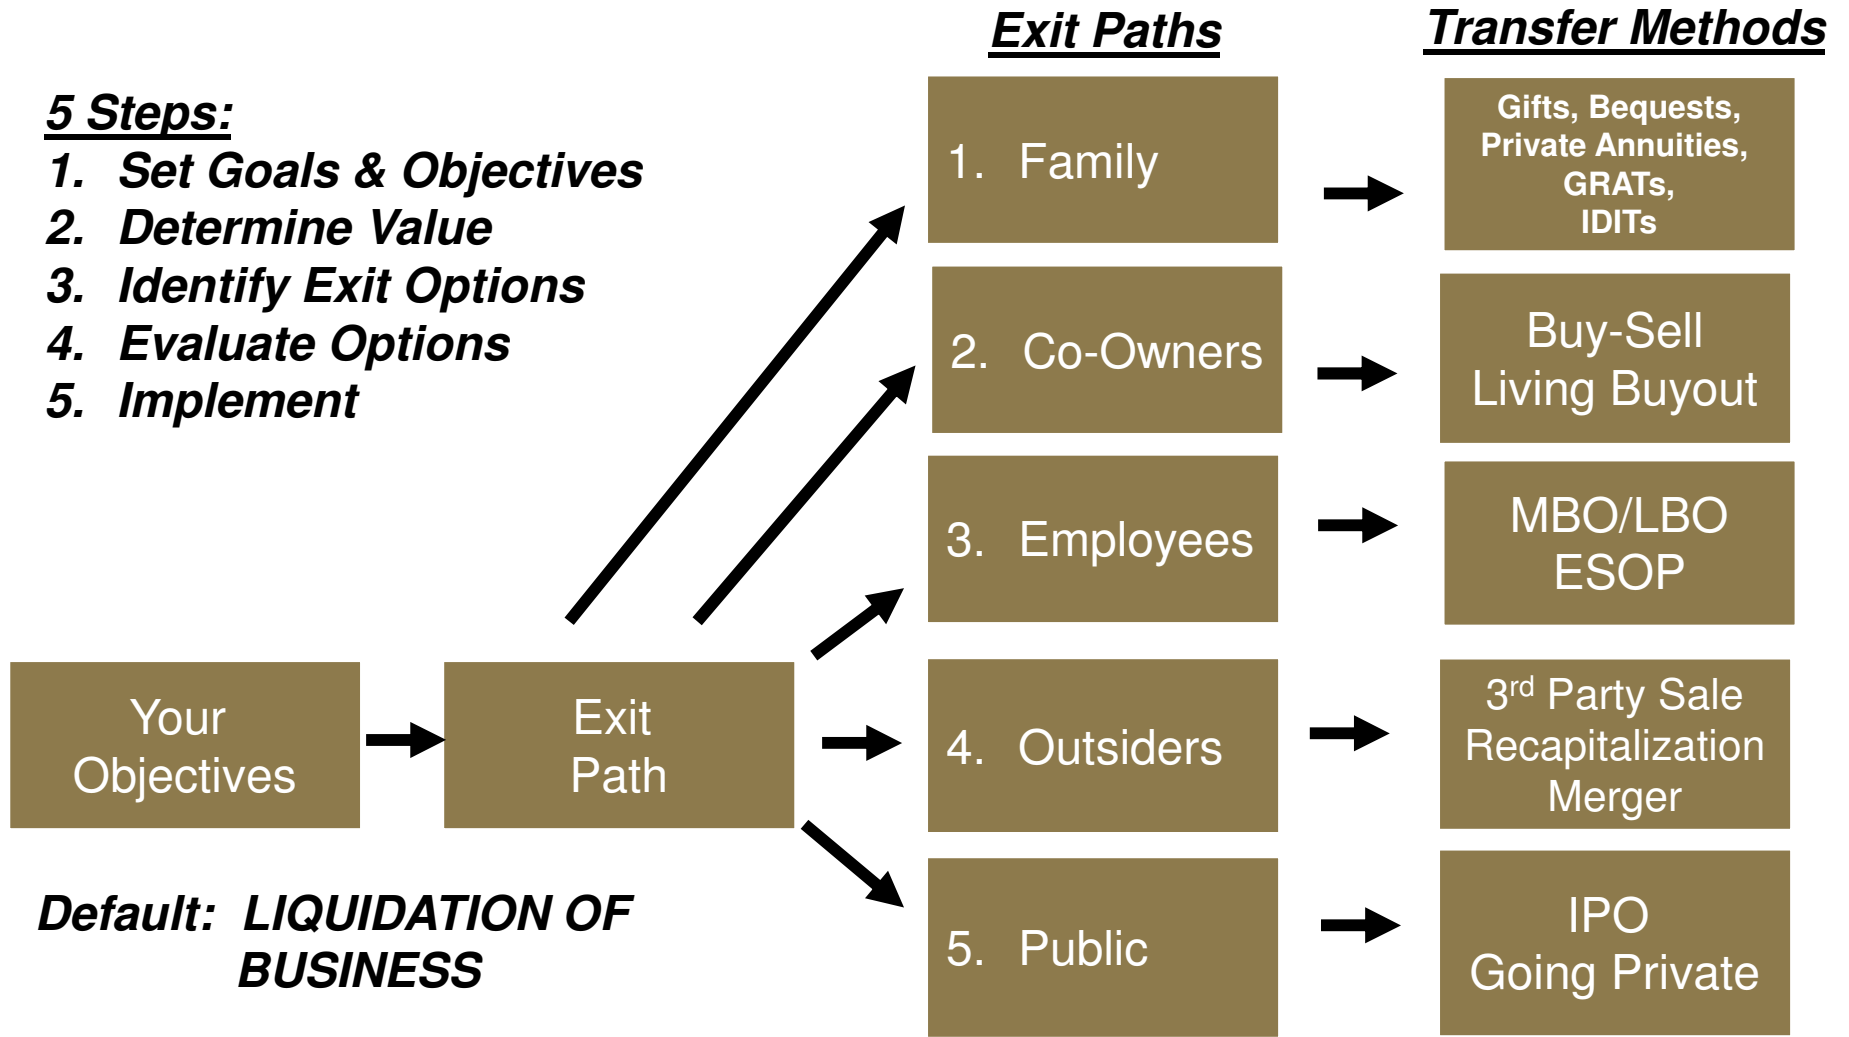 Exit Paths
Transfer Methods
5 Steps:
1. Set Goals & Objectives
2. Determine Value
3. Identify Exit Options
4. Evaluate Options
5. Implement
Your
Objectives
Exit
Path
Default: LIQUIDATION OF
BUSINESS
1. Family
Gifts, Bequests,
Private Annuities,
GRATs,
IDITs
2. Co-Owners
Buy-Sell
Living Buyout
3. Employees
MBO/LBO
ESOP
4. Outsiders
3rd Party Sale
Recapitalization
Merger
5. Public
IPO
Going Private